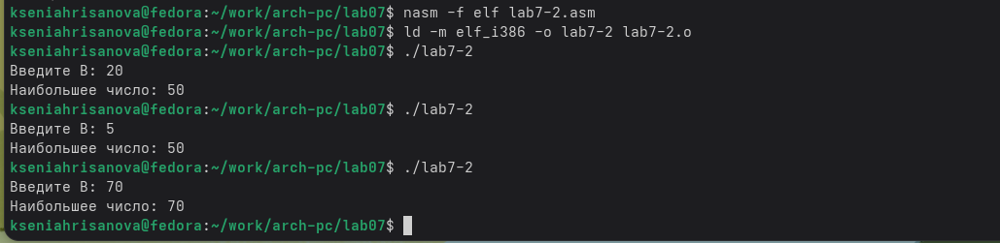 kseniahrisanova@fedora:~/work/arch-pc/lab07$ nasm -f elf lab7-2.asm
kseniahrisanova@fedora:~/work/arch-pc/lab07$ ld -m elf_i386 -o lab7-2 lab7-2.o
kseniahrisanova@fedora:~/work/arch-pc/lab07$ ./lab7-2
Введите В: 20
Наибольшее число: 50
kseniahrisanova@fedora:~/work/arch-pc/lab07$ ./lab7-2
Введите В: 5
Наибольшее число: 50
kseniahrisanova@fedora:~/work/arch-pc/lab07$ ./lab7-2
Введите В: 70
Наибольшее число: 70
kseniahrisanova@fedora:~/work/arch-pc/lab07$